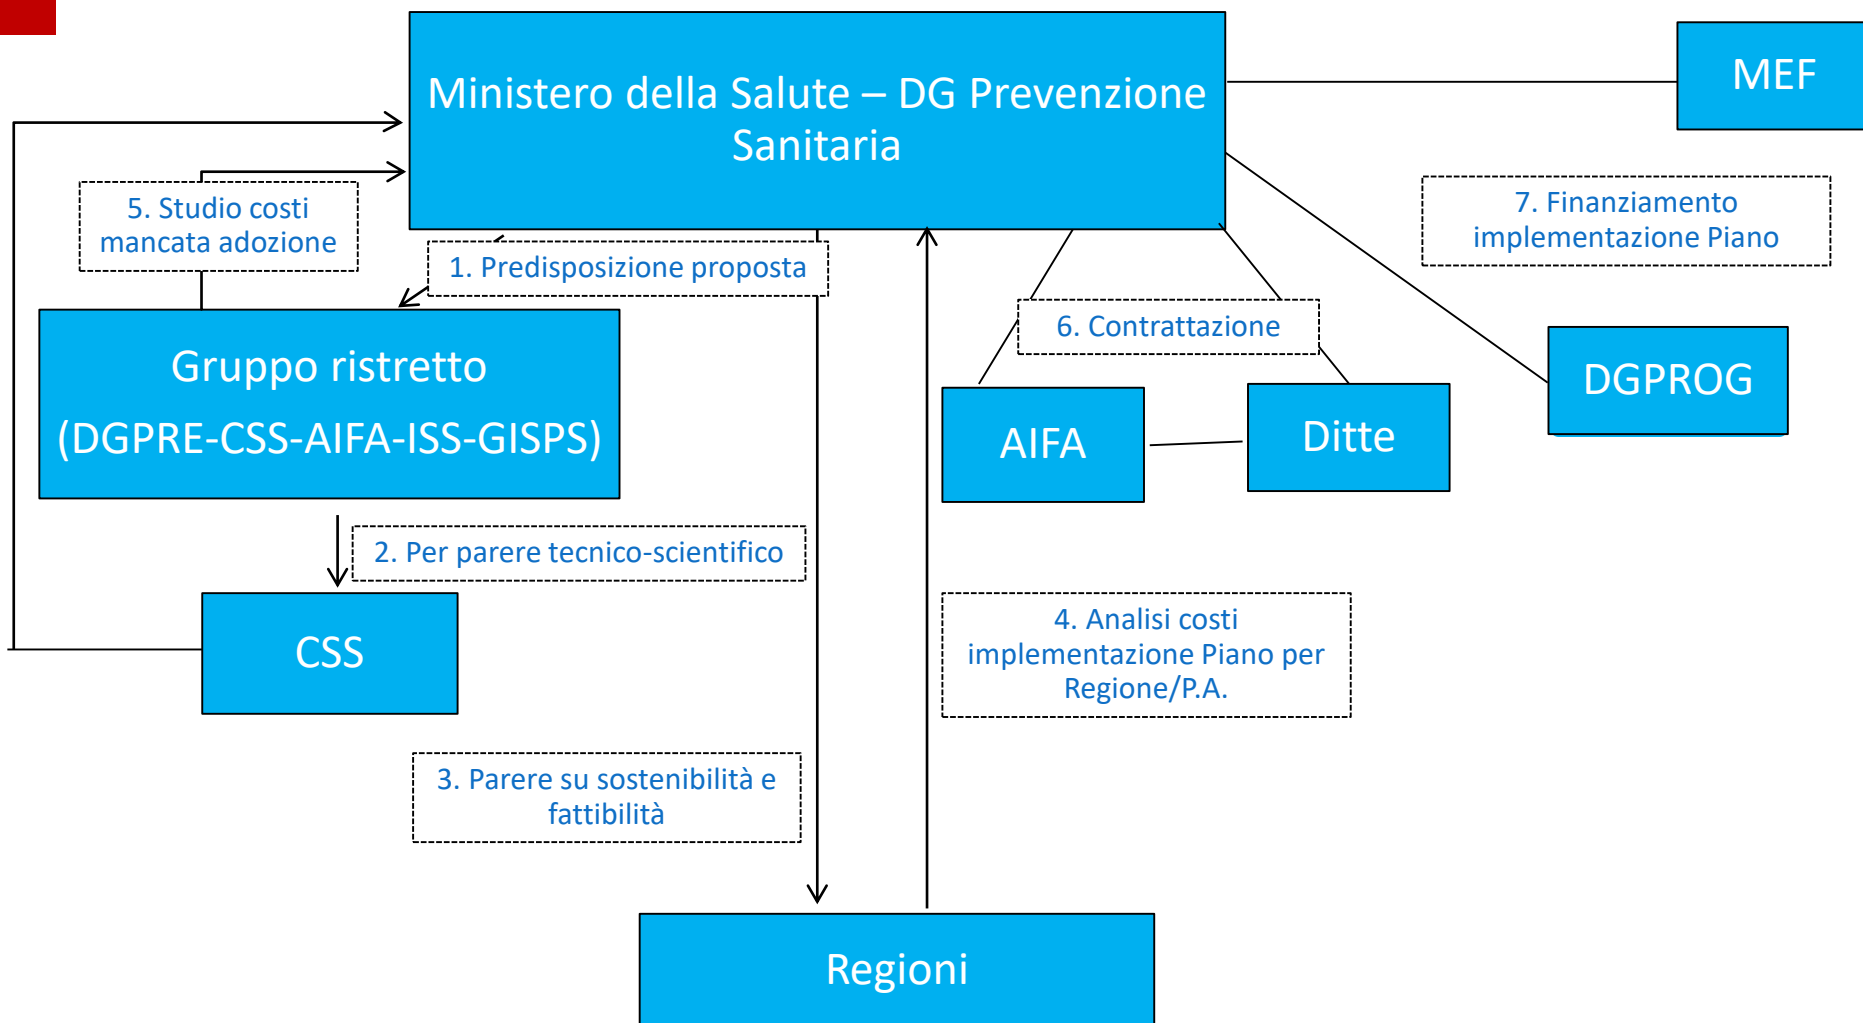 Ministero della Salute – DG Prevenzione
Sanitaria
MEF
5. Studio costi
mancata adozione
7. Finanziamento
implementazione Piano
1. Predisposizione proposta
6. Contrattazione
Gruppo ristretto
(DGPRE-CSS-AIFA-ISS-GISPS)
DGPROG
AIFA
Ditte
2. Per parere tecnico-scientifico
CSS
4. Analisi costi
implementazione Piano per
Regione/P.A.
3. Parere su sostenibilità e
fattibilità
Regioni